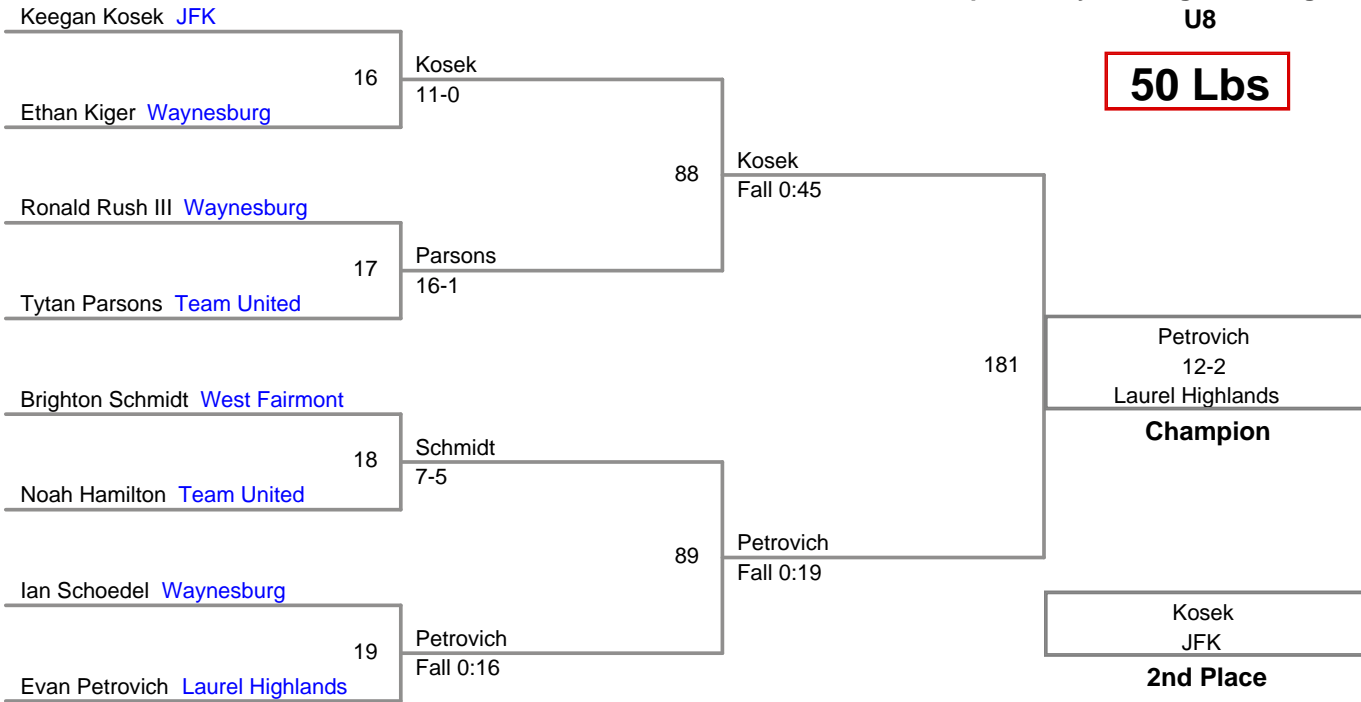 U8
50 Lbs
Keegan Kosek JFK
16
Kosek
11-0
Ethan Kiger Waynesburg
88
Kosek
Fall 0:45
Ronald Rush III Waynesburg
17
Parsons
16-1
Tytan Parsons Team United
181
Petrovich
12-2
Laurel Highlands
Champion
Brighton Schmidt West Fairmont
18
Schmidt
7-5
Noah Hamilton Team United
89
Petrovich
Fall 0:19
Ian Schoedel Waynesburg
19
Petrovich
Fall 0:16
Evan Petrovich Laurel Highlands
Kosek
JFK
2nd Place